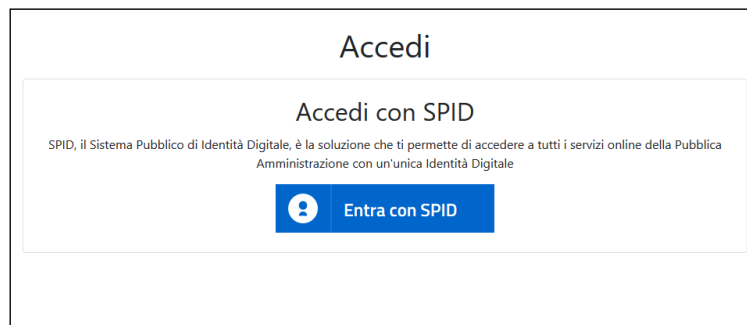 Accedi
Accedi con SPID
SPID, il Sistema Pubblico di Identità Digitale, è la soluzione che ti permette di accedere a tutti i servizi online della Pubblica
Amministrazione con un'unica Identità Digitale
Entra con SPID